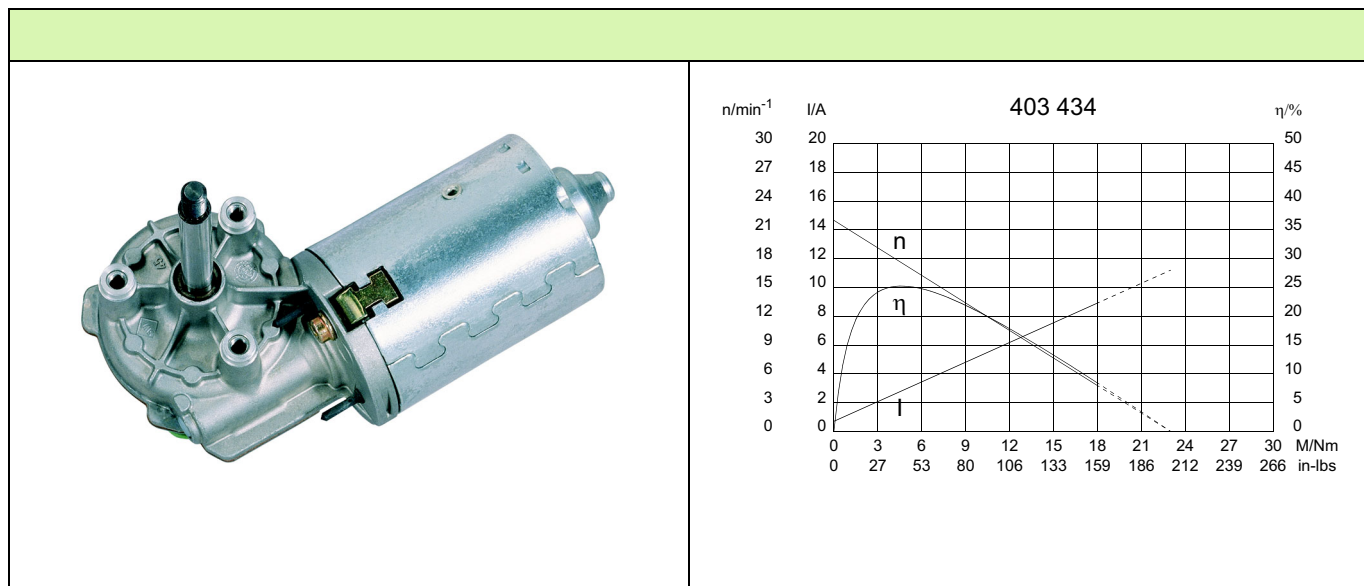 n/min-1 I/A 403 434 η/%
30 20 50
27 18 45
24 16 40
21 14 35
18 12 30
15 10 25
12 8 20
9 6 15
6 4 10
3 2 5
0 0 0
n
η
I
0 3 6 9 12 15 18 21 24 27 30 M/Nm
0 27 53 80 106 133 159 186 212 239 266 in-lbs